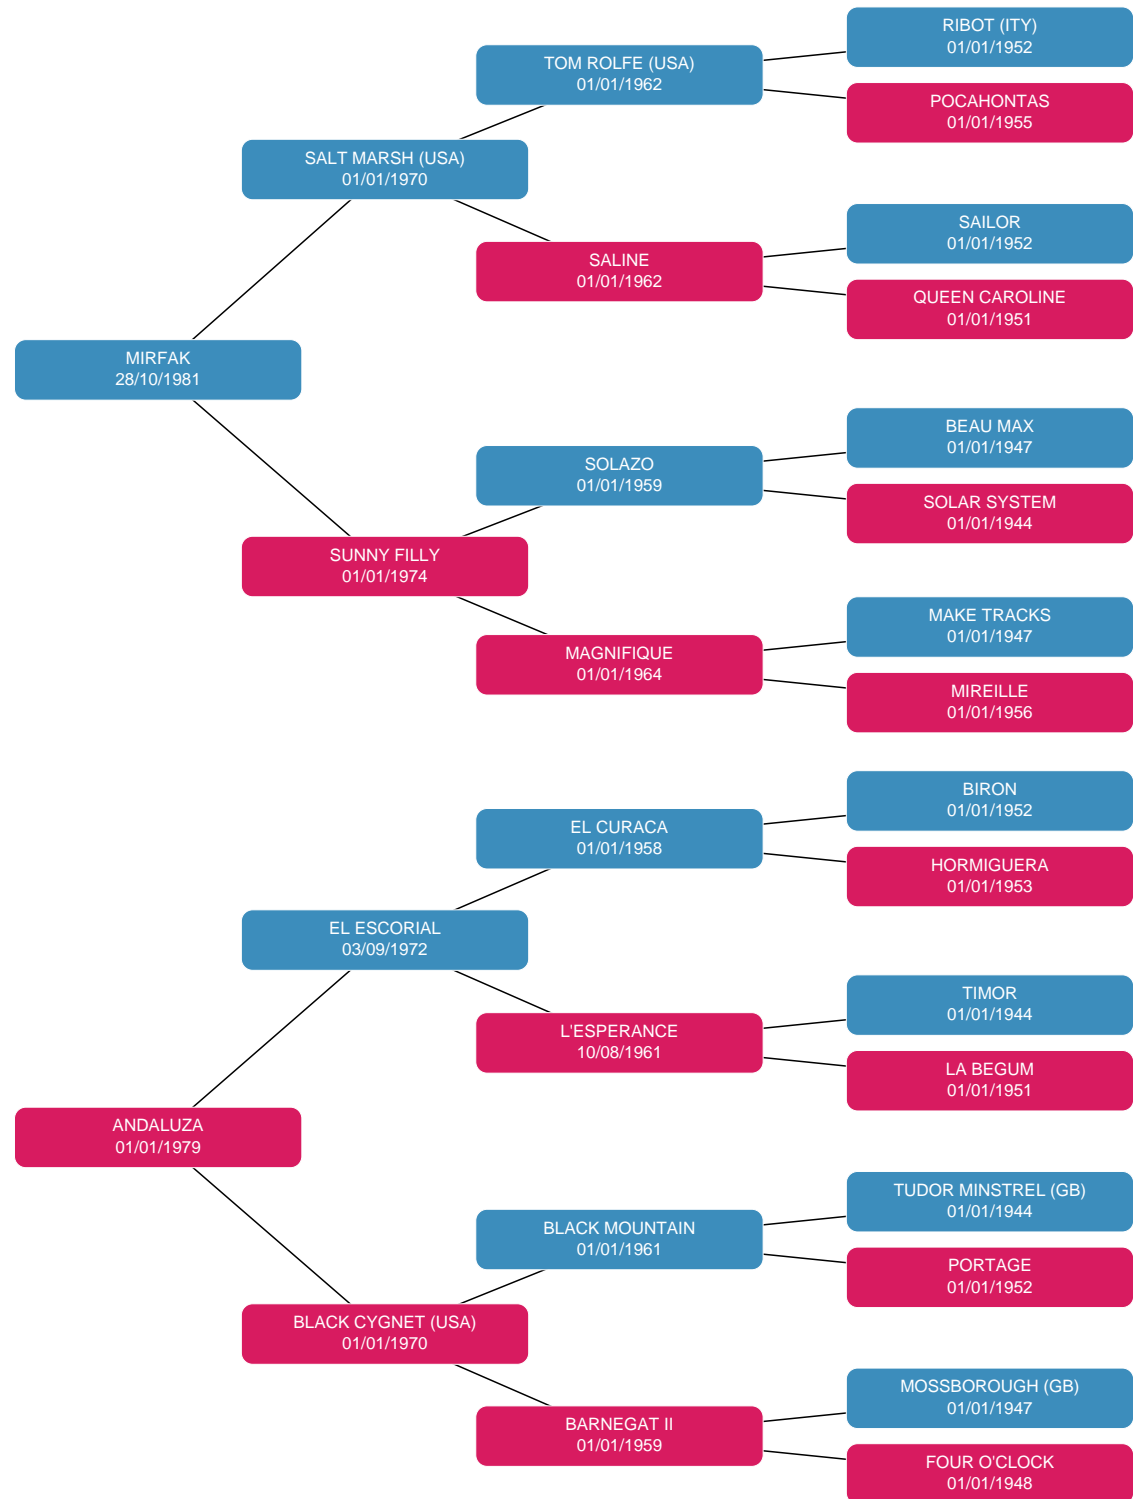 RIBOT (ITY)
01/01/1952
TOM ROLFE (USA)
01/01/1962
POCAHONTAS
01/01/1955
SALT MARSH (USA)
01/01/1970
SAILOR
01/01/1952
SALINE
01/01/1962
QUEEN CAROLINE
01/01/1951
MIRFAK
28/10/1981
BEAU MAX
01/01/1947
SOLAZO
01/01/1959
SOLAR SYSTEM
01/01/1944
SUNNY FILLY
01/01/1974
MAKE TRACKS
01/01/1947
MAGNIFIQUE
01/01/1964
MIREILLE
01/01/1956
BIRON
01/01/1952
EL CURACA
01/01/1958
HORMIGUERA
01/01/1953
EL ESCORIAL
03/09/1972
TIMOR
01/01/1944
L'ESPERANCE
10/08/1961
LA BEGUM
01/01/1951
ANDALUZA
01/01/1979
TUDOR MINSTREL (GB)
01/01/1944
BLACK MOUNTAIN
01/01/1961
PORTAGE
01/01/1952
BLACK CYGNET (USA)
01/01/1970
MOSSBOROUGH (GB)
01/01/1947
BARNEGAT II
01/01/1959
FOUR O'CLOCK
01/01/1948